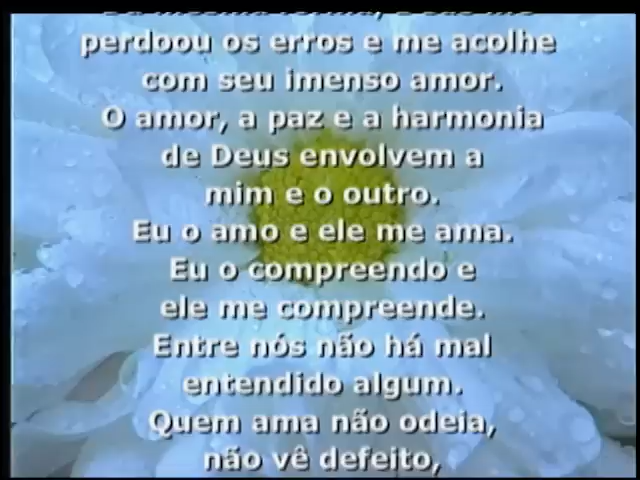 perdoou os erros e me acolhe
com seu imenso amor.
O amor, a paz e a harmonia
de Deus envolvem a
mim e o outro.
Eu o amo e ele me ama.
Eu o compreendo e
ele me compreende.
Entre nós não há mal
entendido algum.
Quem ama não odeia,
não vê defeito,